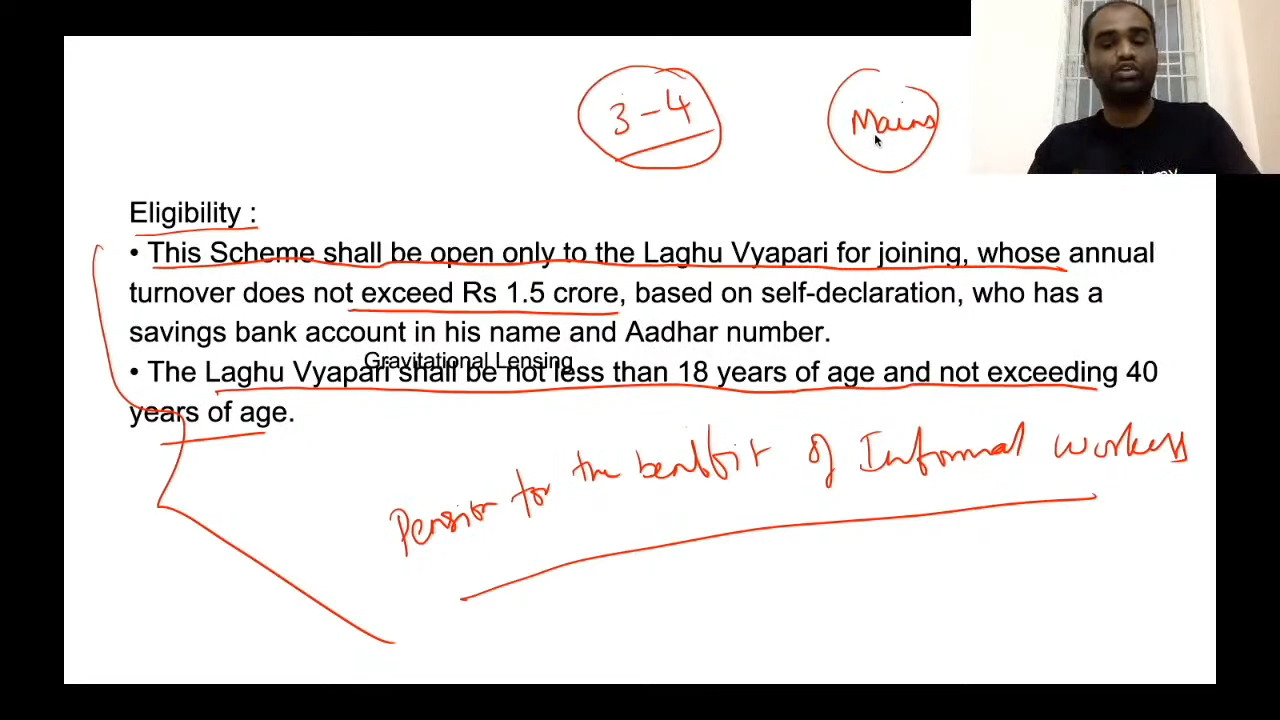 3-4
Mains
Eligibility :
• This Scheme shall be open only to the Laghu Vyapari for joining, whose annual
turnover does not exceed Rs 1.5 crore, based on self-declaration, who has a
savings bank account in his name and Aadhar number.
Gravitational Lensing
• The Laghu Vyapari shall be not less than 18 years of age and not exceeding 40
years of age.
Pension for the benefit of Informal workers